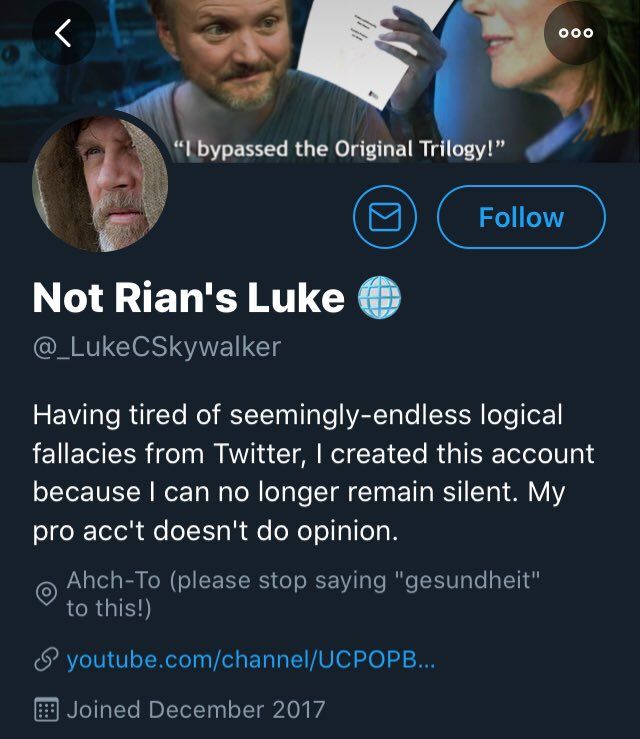 “I bypassed the Original Trilogy!”
Follow
Not Rian's Luke
@_LukeCSkywalker
Having tired of seemingly-endless logical
fallacies from Twitter, I created this account
because I can no longer remain silent. My
pro acc't doesn't do opinion.
Ahch-To (please stop saying "gesundheit"
to this!)
youtube.com/channel/UCPOPB...
Joined December 2017